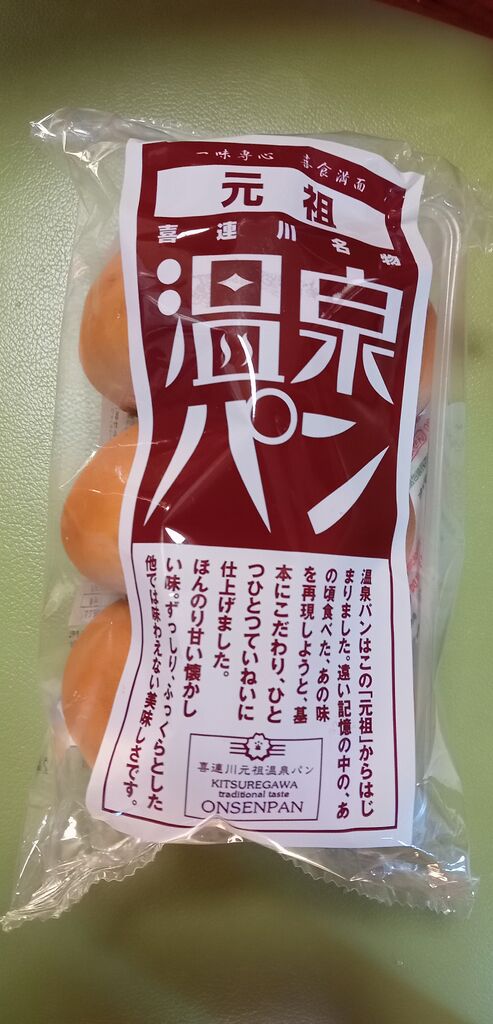 一味専心 喜食満面
元祖
喜連川名物
温泉
パン
温泉パンはこの「元祖」からはじ
まりました。遠い記憶の中の、あ
の頃食べた、あの味
を再現しようと、基
本にこだわり、ひと
つひとつていねいに
仕上げました。
ほんのり甘い懐かし
い味。ずっしり、ふっくらとした
他では味わえない美味しさです。
喜連川元祖温泉パン
KITSUREGAWA
traditional taste
ONSENPAN